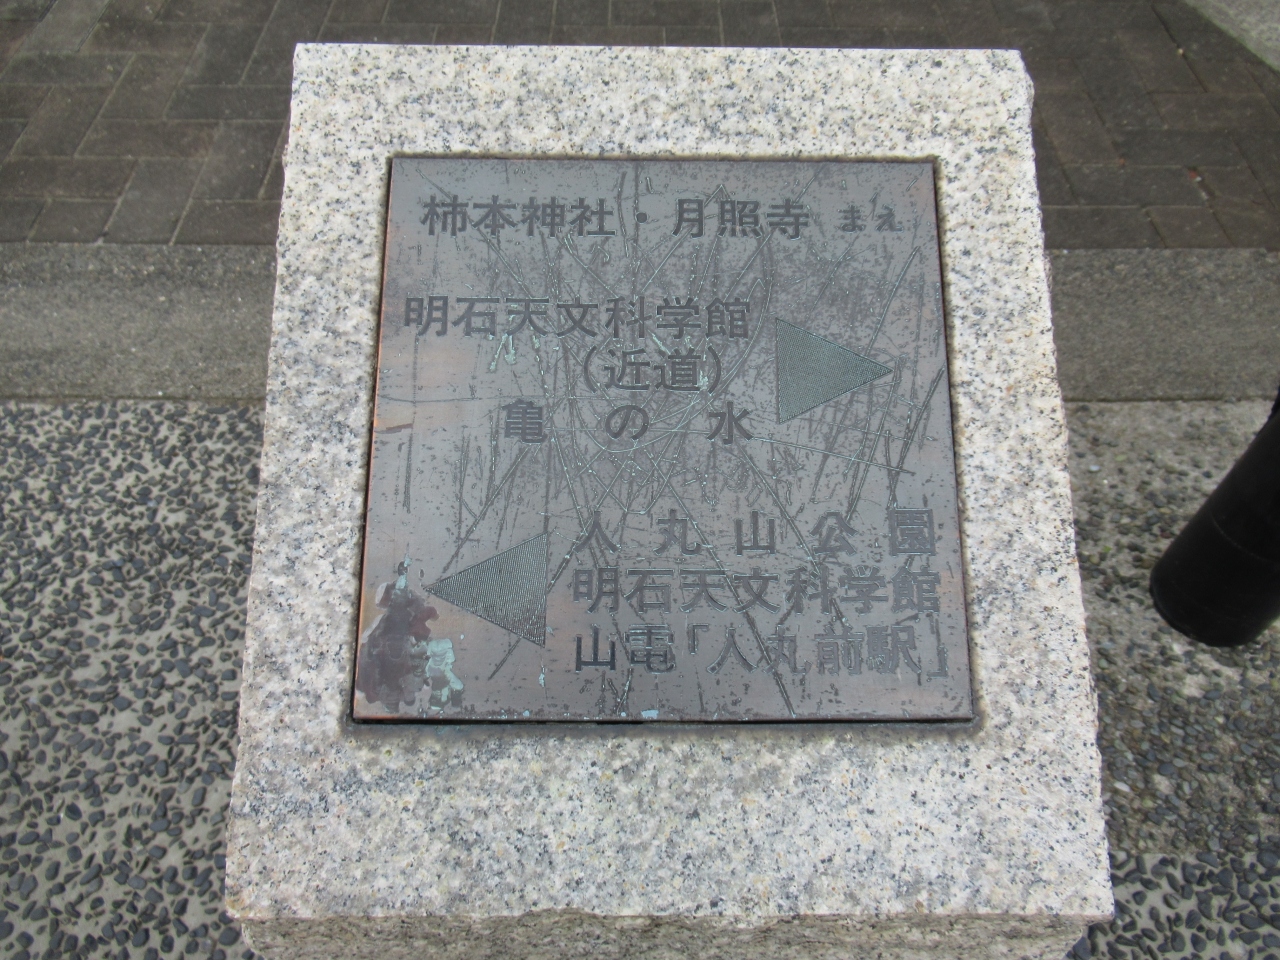 柿本神社・月照寺 まえ
明石天文科学館
(近道)
亀の水
人丸山公園
明石天文科学館
山電「人丸前駅」